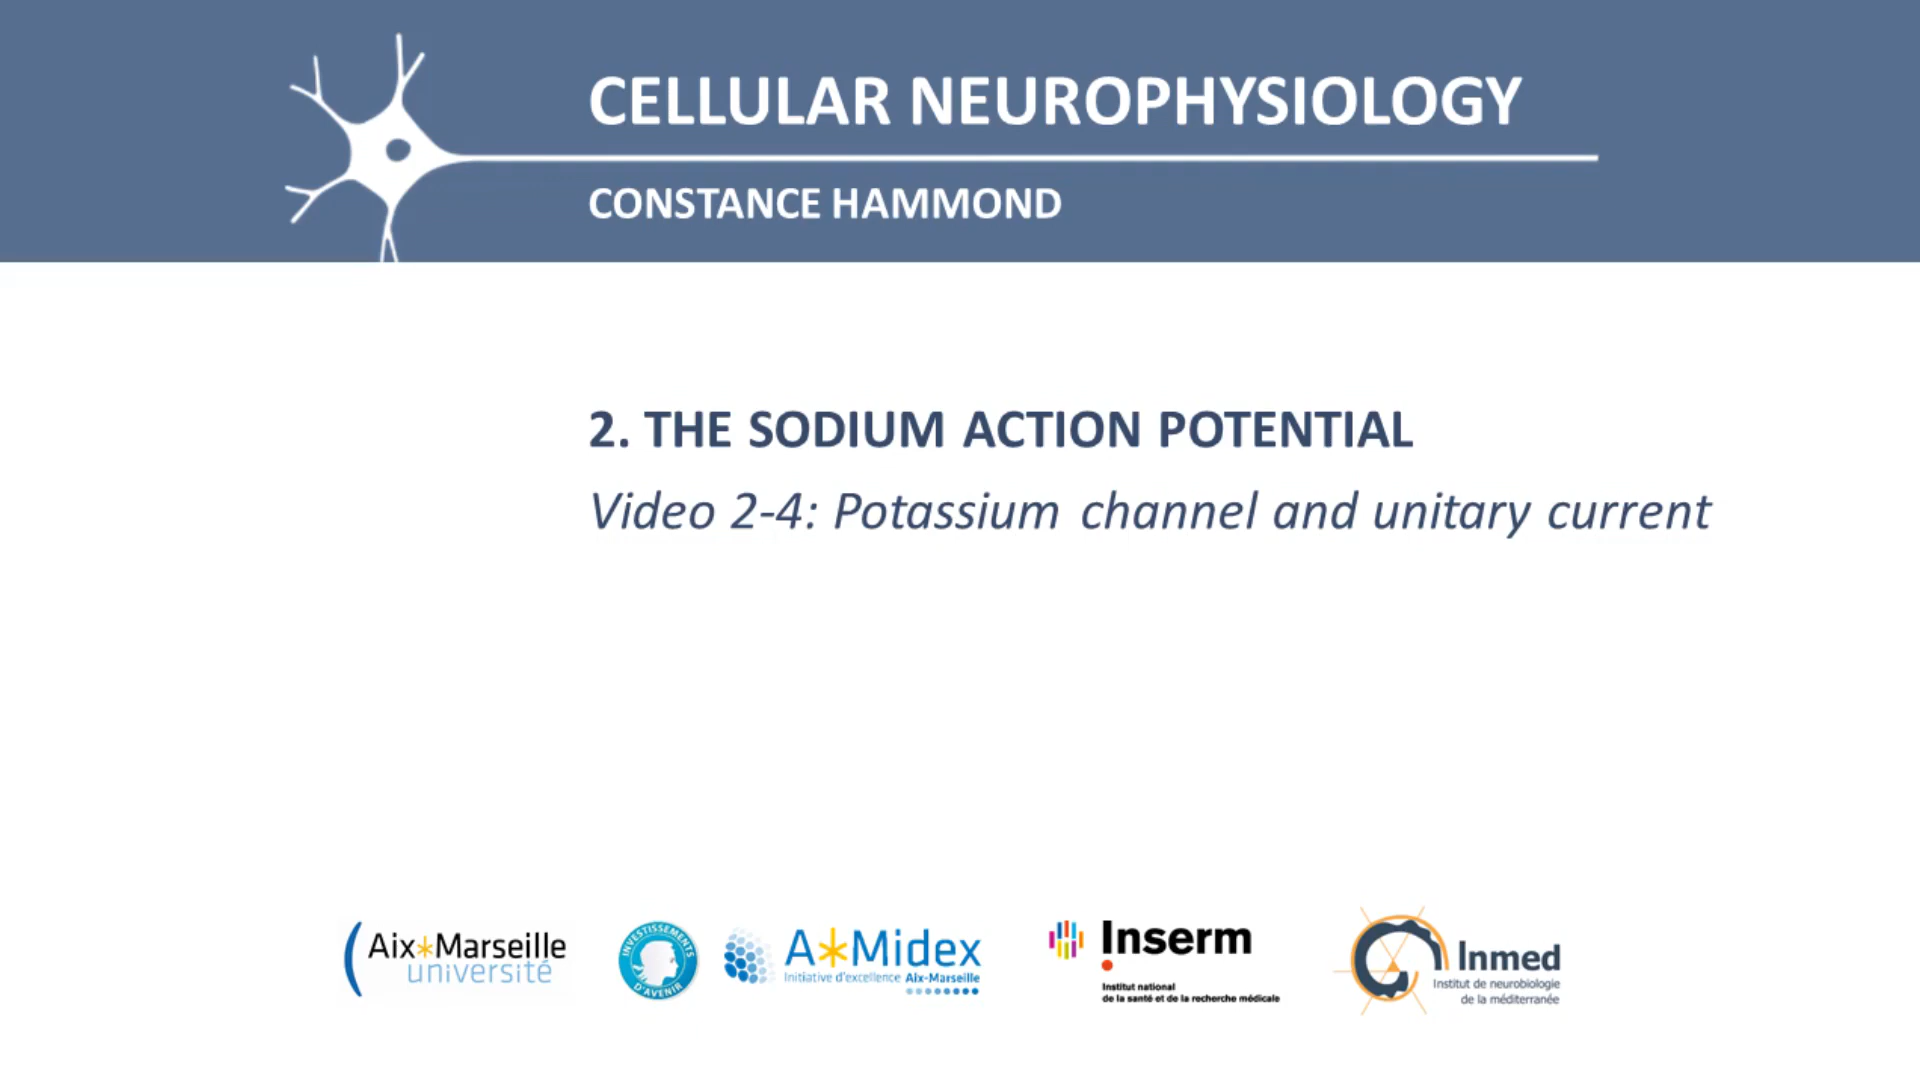 CELLULAR NEUROPHYSIOLOGY
CONSTANCE HAMMOND
2. THE SODIUM ACTION POTENTIAL
Video 2-4: Potassium channel and unitary current
Aix*Marseille
université
INVESTISSEMENTS
D'AVENIR
A*Midex
Initiative d'excellence Aix-Marseille
Inserm
Institut national
de la santé et de la recherche médicale
Inmed
Institut de neurobiologie
de la méditerranée